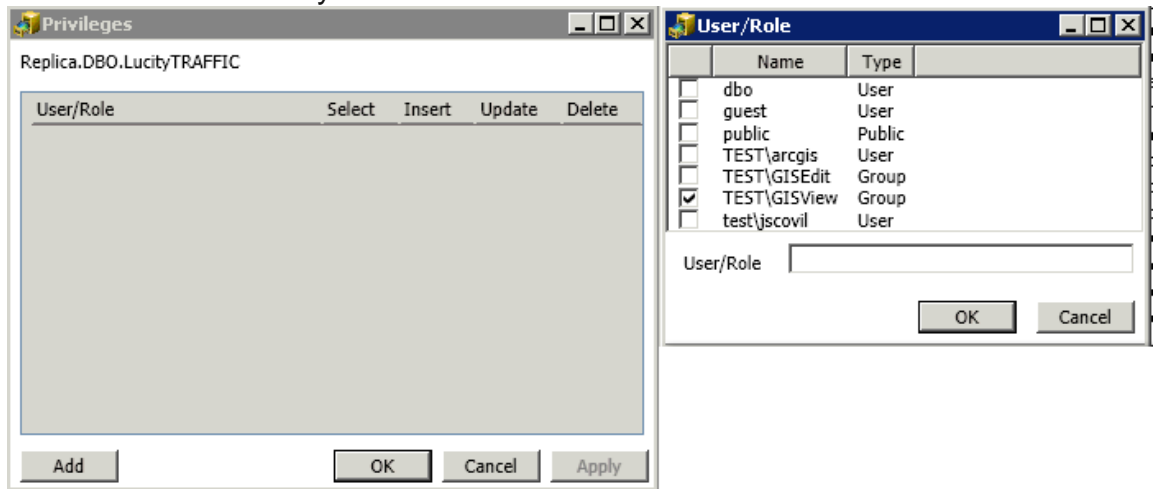 Privileges
Replica.DBO.LucityTRAFFIC
User/Role Select Insert Update Delete
Add OK Cancel Apply
User/Role
Name Type
dbo User
guest User
public Public
TEST\arcgis User
TEST\GISEdit Group
TEST\GISView Group
test\jscovil User
User/Role
OK Cancel